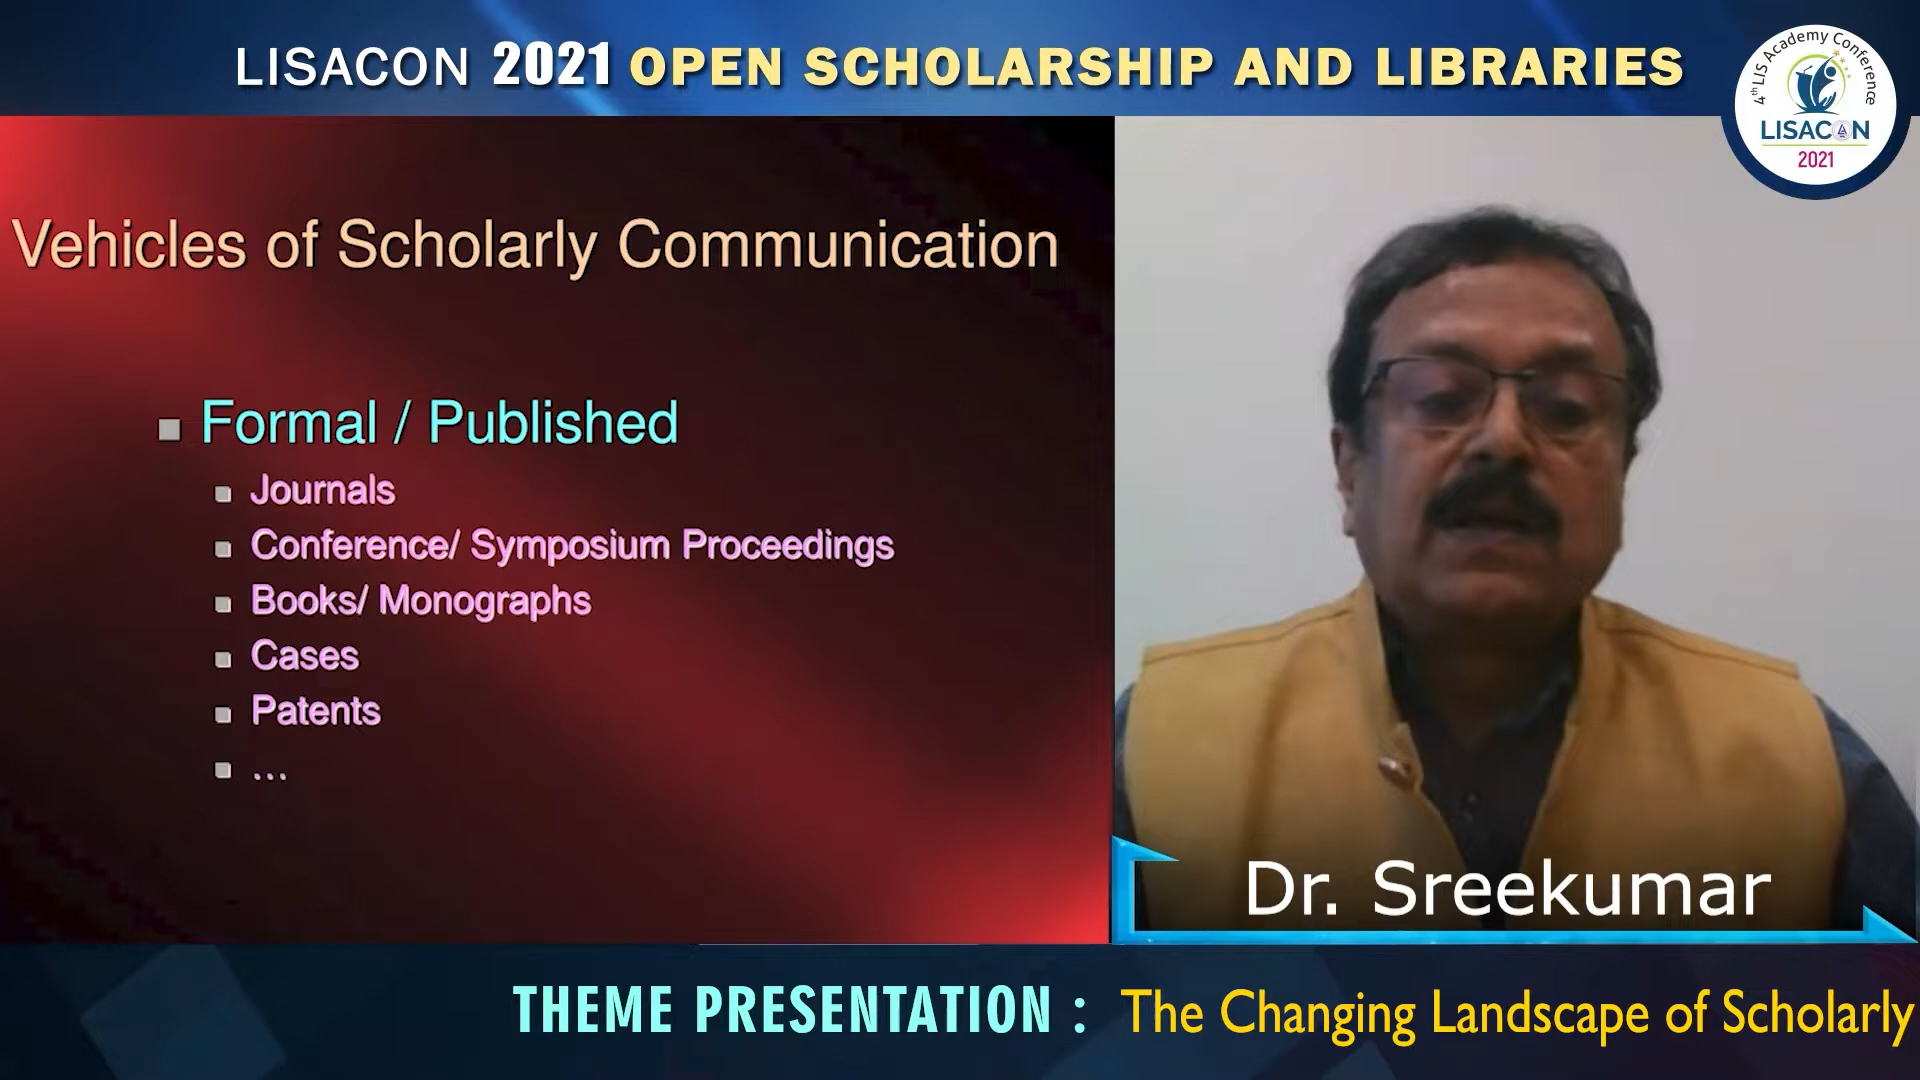 LISACON 2021 OPEN SCHOLARSHIP AND LIBRARIES
4th LIS Academy Conference
LISACON
2021
Vehicles of Scholarly Communication
Formal / Published
Journals
Conference/ Symposium Proceedings
Books/ Monographs
Cases
Patents
...
Dr. Sreekumar
THEME PRESENTATION : The Changing Landscape of Scholarly